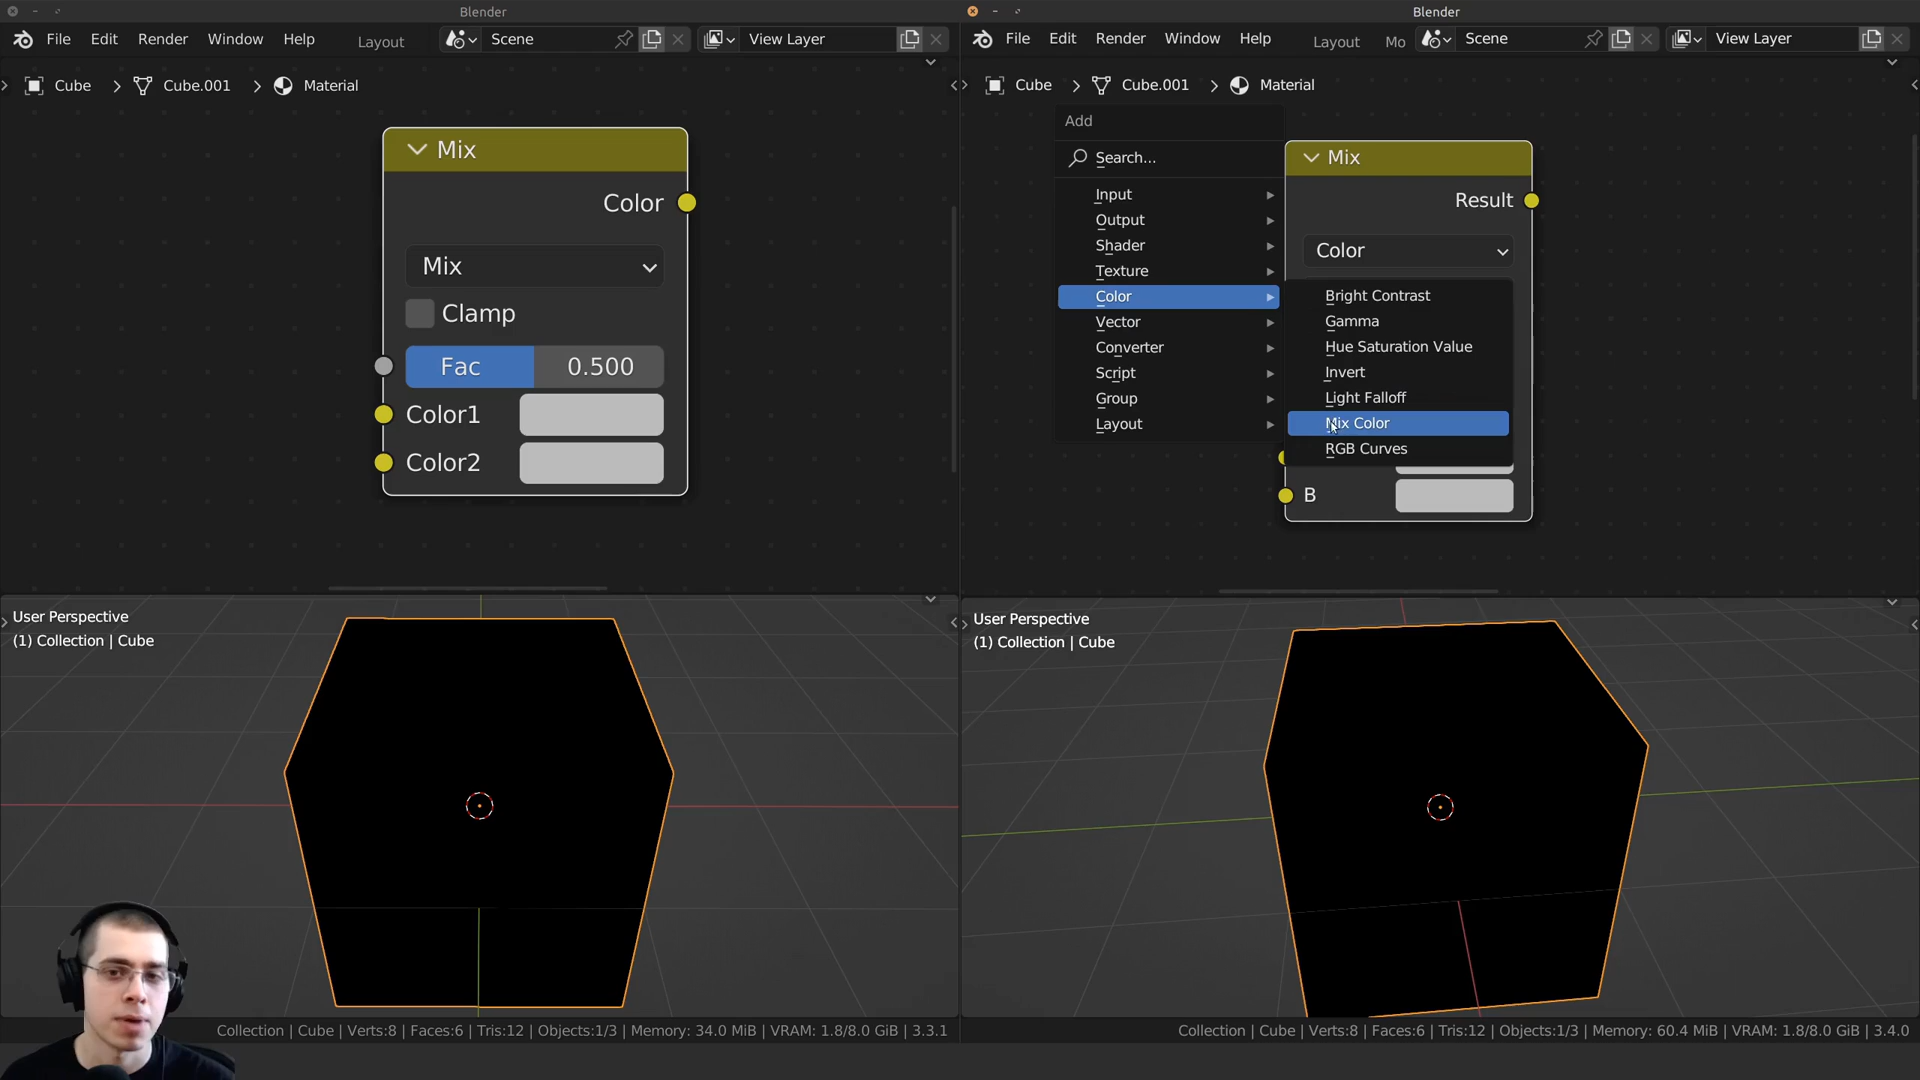 Blender
File Edit Render Window Help Layout Scene View Layer
Cube Cube.001 Material
Mix
Color
Mix
Clamp
Fac 0.500
Color1
Color2
User Perspective
(1) Collection | Cube
Collection | Cube | Verts:8 | Faces:6 | Tris:12 | Objects:1/3 | Memory: 34.0 MiB | VRAM: 1.8/8.0 GiB | 3.3.1
Blender
File Edit Render Window Help Layout Mo Scene View Layer
Cube Cube.001 Material
Add
Search...
Input
Output
Shader
Texture
Color
Vector
Converter
Script
Group
Layout
Mix
Result
Color
Bright Contrast
Gamma
Hue Saturation Value
Invert
Light Falloff
Mix Color
RGB Curves
B
User Perspective
(1) Collection | Cube
Collection | Cube | Verts:8 | Faces:6 | Tris:12 | Objects:1/3 | Memory: 60.4 MiB | VRAM: 1.8/8.0 GiB | 3.4.0